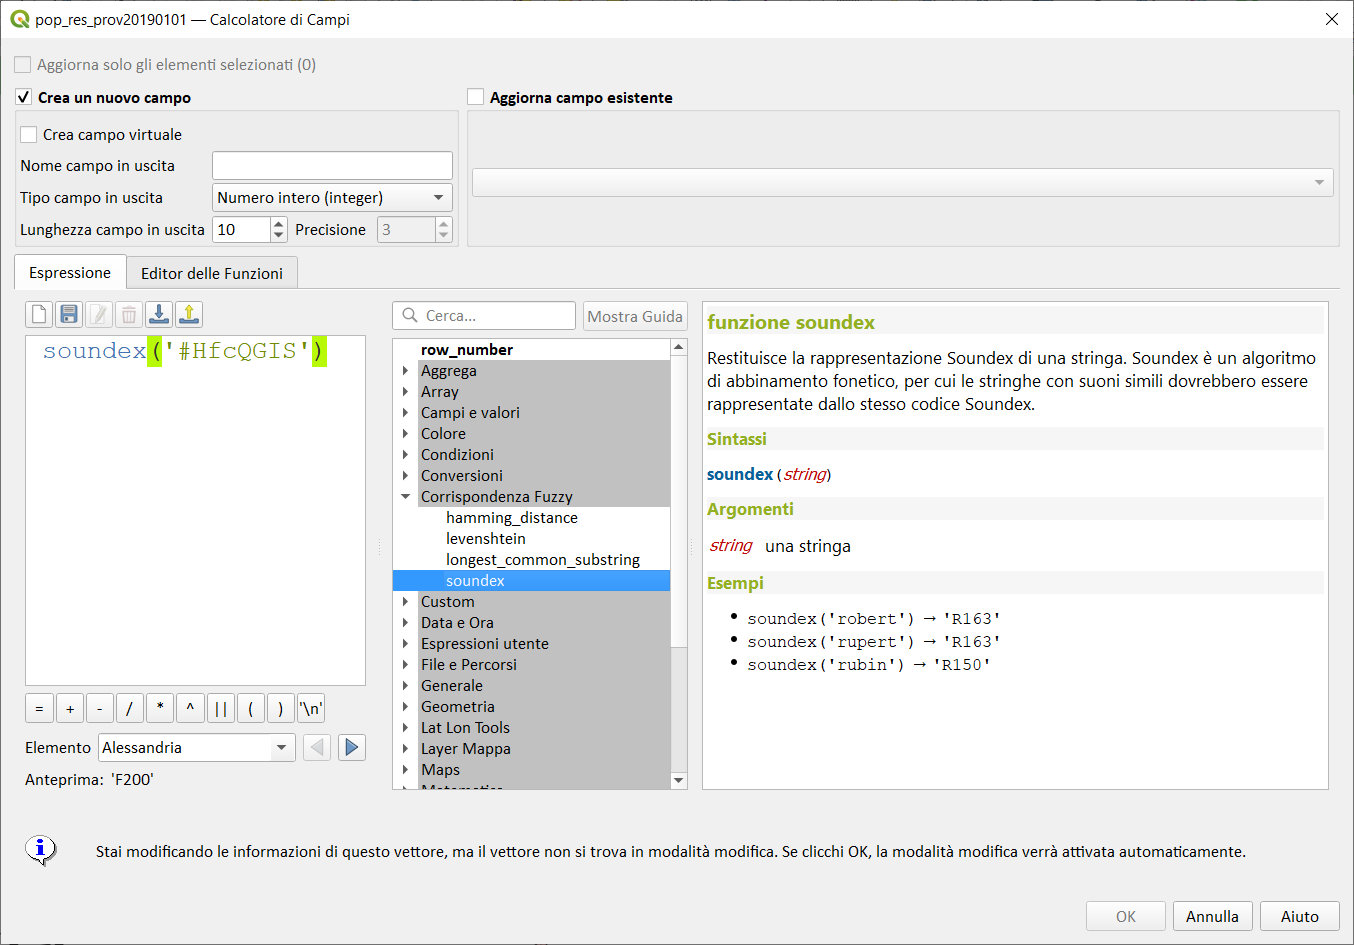 pop_res_prov20190101 — Calcolatore di Campi
Aggiorna solo gli elementi selezionati (0)
Crea un nuovo campo
Aggiorna campo esistente
Crea campo virtuale
Nome campo in uscita
Tipo campo in uscita
Numero intero (integer)
Lunghezza campo in uscita
10
Precisione
3
Espressione
Editor delle Funzioni
Cerca...
Mostra Guida
soundex('#HfcQGIS')
row_number
Aggrega
Array
Campi e valori
Colore
Condizioni
Conversioni
Corrispondenza Fuzzy
hamming_distance
levenshtein
longest_common_substring
soundex
Custom
Data e Ora
Espressioni utente
File e Percorsi
Generale
Geometria
Lat Lon Tools
Layer Mappa
Maps
Matematica
funzione soundex
Restituisce la rappresentazione Soundex di una stringa. Soundex è un algoritmo
di abbinamento fonetico, per cui le stringhe con suoni simili dovrebbero essere
rappresentate dallo stesso codice Soundex.
Sintassi
soundex(string)
Argomenti
string una stringa
Esempi
• soundex('robert') → 'R163'
• soundex('rupert') → 'R163'
• soundex('rubin') → 'R150'
= + - / * ^ || ( ) '\n'
Elemento
Alessandria
Anteprima: 'F200'
Stai modificando le informazioni di questo vettore, ma il vettore non si trova in modalità modifica. Se clicchi OK, la modalità modifica verrà attivata automaticamente.
OK
Annulla
Aiuto